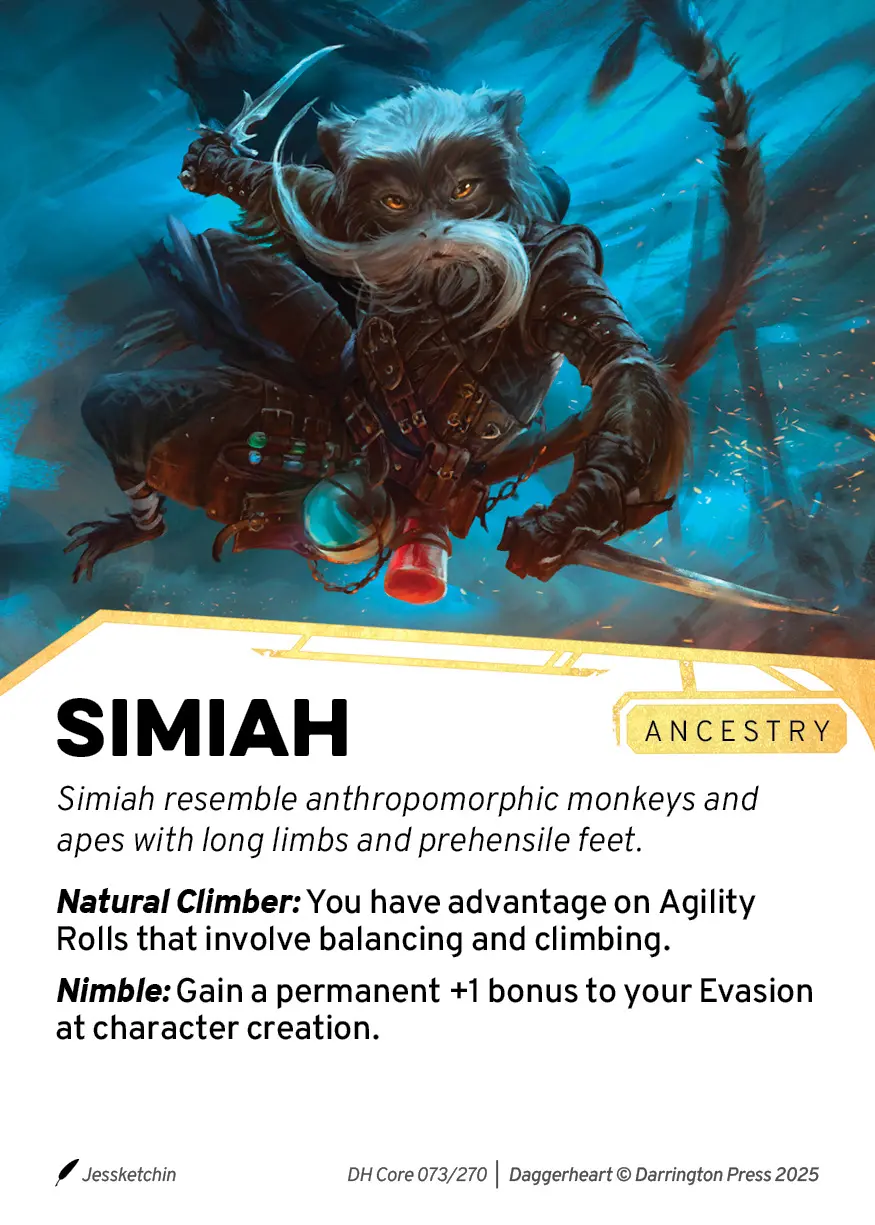 SIMIAH
ANCESTRY
Simiah resemble anthropomorphic monkeys and
apes with long limbs and prehensile feet.
Natural Climber: You have advantage on Agility
Rolls that involve balancing and climbing.
Nimble: Gain a permanent +1 bonus to your Evasion
at character creation.
Jessketchin
DH Core 073/270 | Daggerheart © Darrington Press 2025